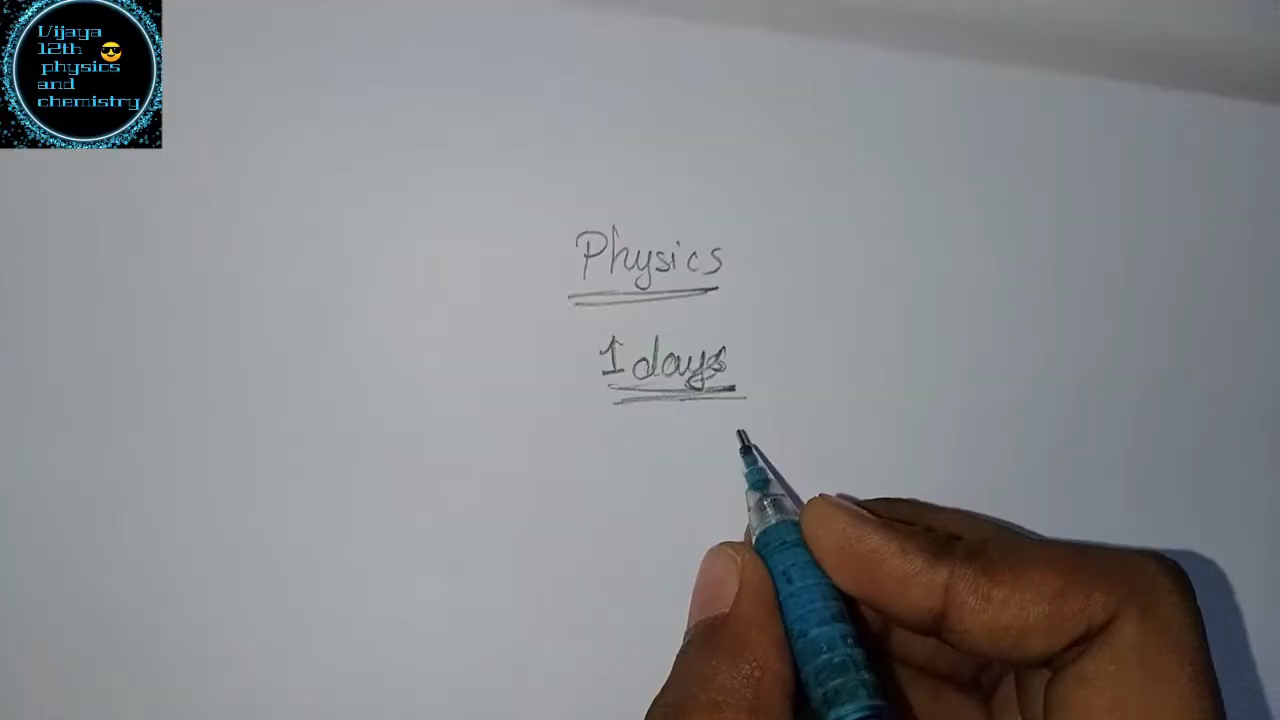 Vijaya
12th 😎
physics
and
chemistry
Physics
1 days